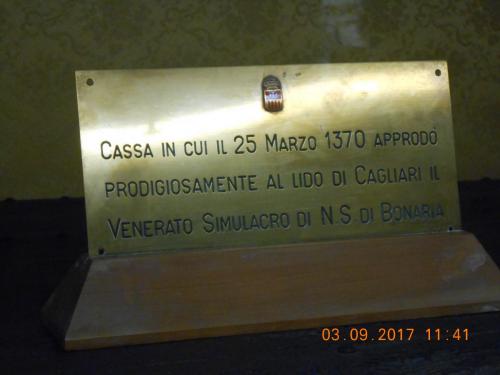 CASSA IN CUI IL 25 MARZO 1370 APPRODÒ
PRODIGIOSAMENTE AL LIDO DI CAGLIARI IL
VENERATO SIMULACRO DI N.S. DI BONARIA
03.09.2017 11:41